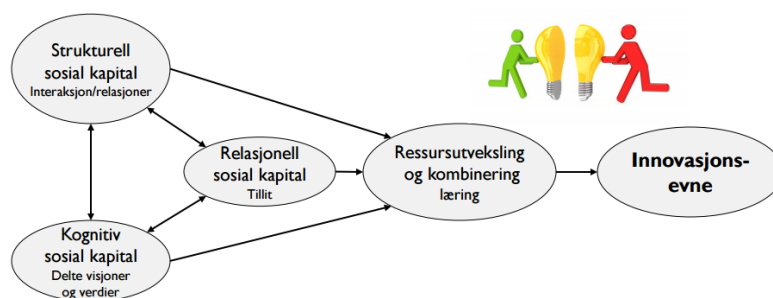 Strukturell
sosial kapital
Interaksjon/relasjoner
Relasjonell
sosial kapital
Tillit
Kognitiv
sosial kapital
Delte visjoner
og verdier
Ressursutveksling
og kombinering
læring
Innovasjons-
evne